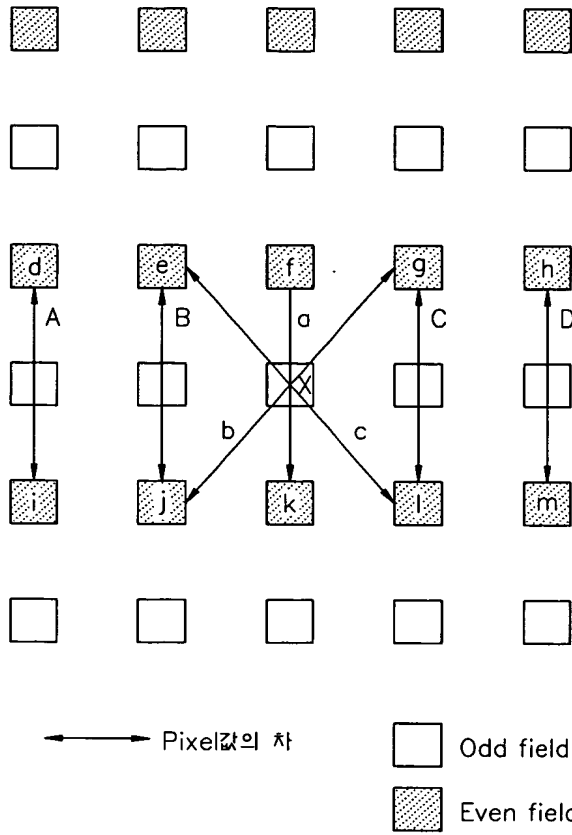 d e f g h
A B a C D
X
b c
i j k l m
Pixel값의 차
Odd field
Even field